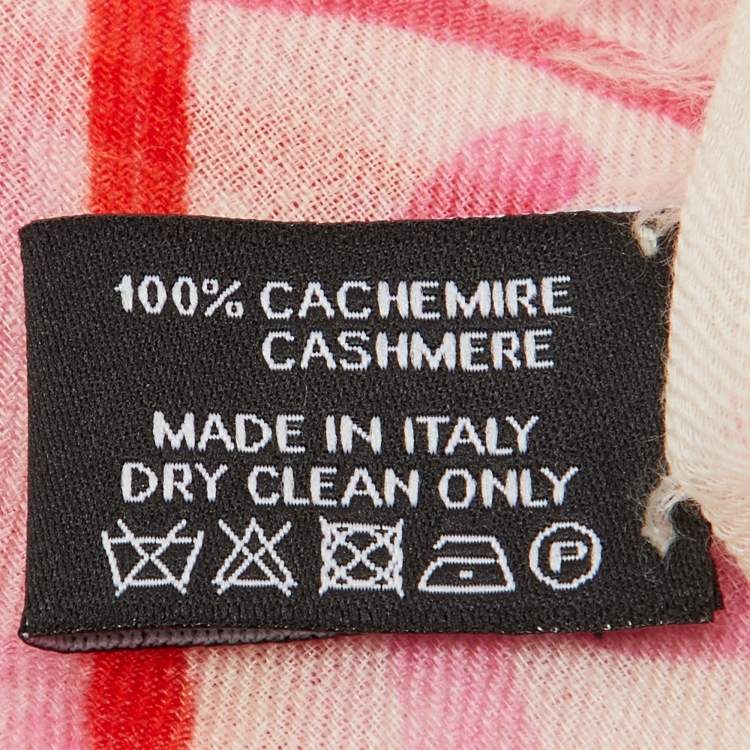 100% CACHEMIRE
CASHMERE
MADE IN ITALY
DRY CLEAN ONLY
P